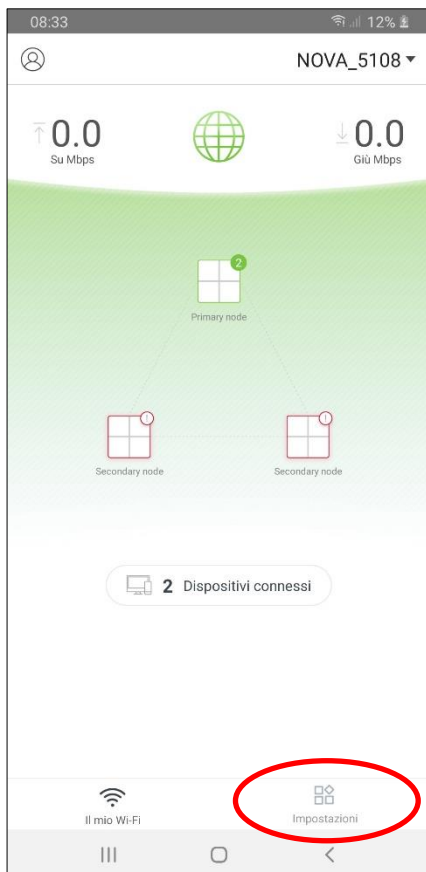 08:33 12%
NOVA_5108
0.0 0.0
Su Mbps Giù Mbps
2
Primary node
! !
Secondary node Secondary node
2 Dispositivi connessi
Il mio Wi-Fi Impostazioni